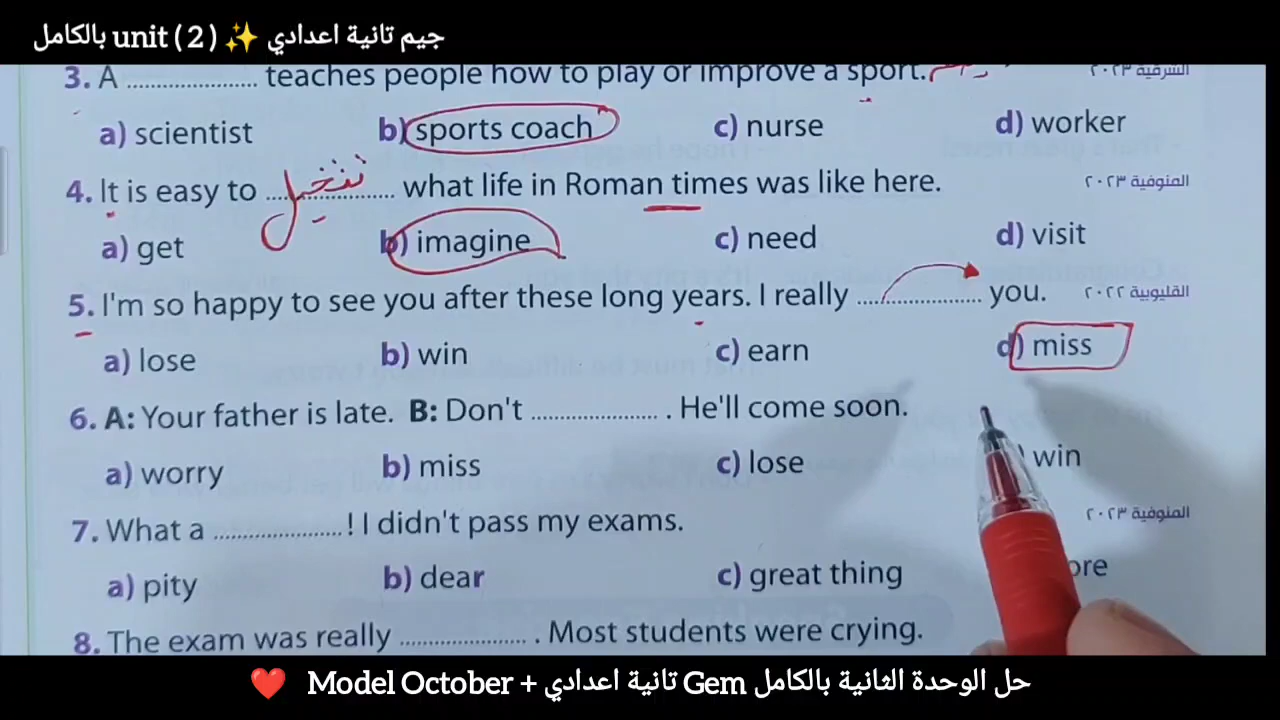 جيم تانية اعدادي ✨ unit ( 2 ) بالكامل
3. A ...................... teaches people how to play or improve a sport. الشرقية ٢٠٢٣
a) scientist b) sports coach c) nurse d) worker
4. It is easy to ...................... what life in Roman times was like here. المنوفية ٢٠٢٣
نتخيل
a) get b) imagine c) need d) visit
5. I'm so happy to see you after these long years. I really ...................... you. القليوبية ٢٠٢٢
a) lose b) win c) earn d) miss
6. A: Your father is late. B: Don't ...................... . He'll come soon.
a) worry b) miss c) lose ) win
7. What a ...................... ! I didn't pass my exams. المنوفية ٢٠٢٣
a) pity b) dear c) great thing
8. The exam was really ...................... . Most students were crying.
حل الوحدة الثانية بالكامل Gem تانية اعدادي + Model October ❤️